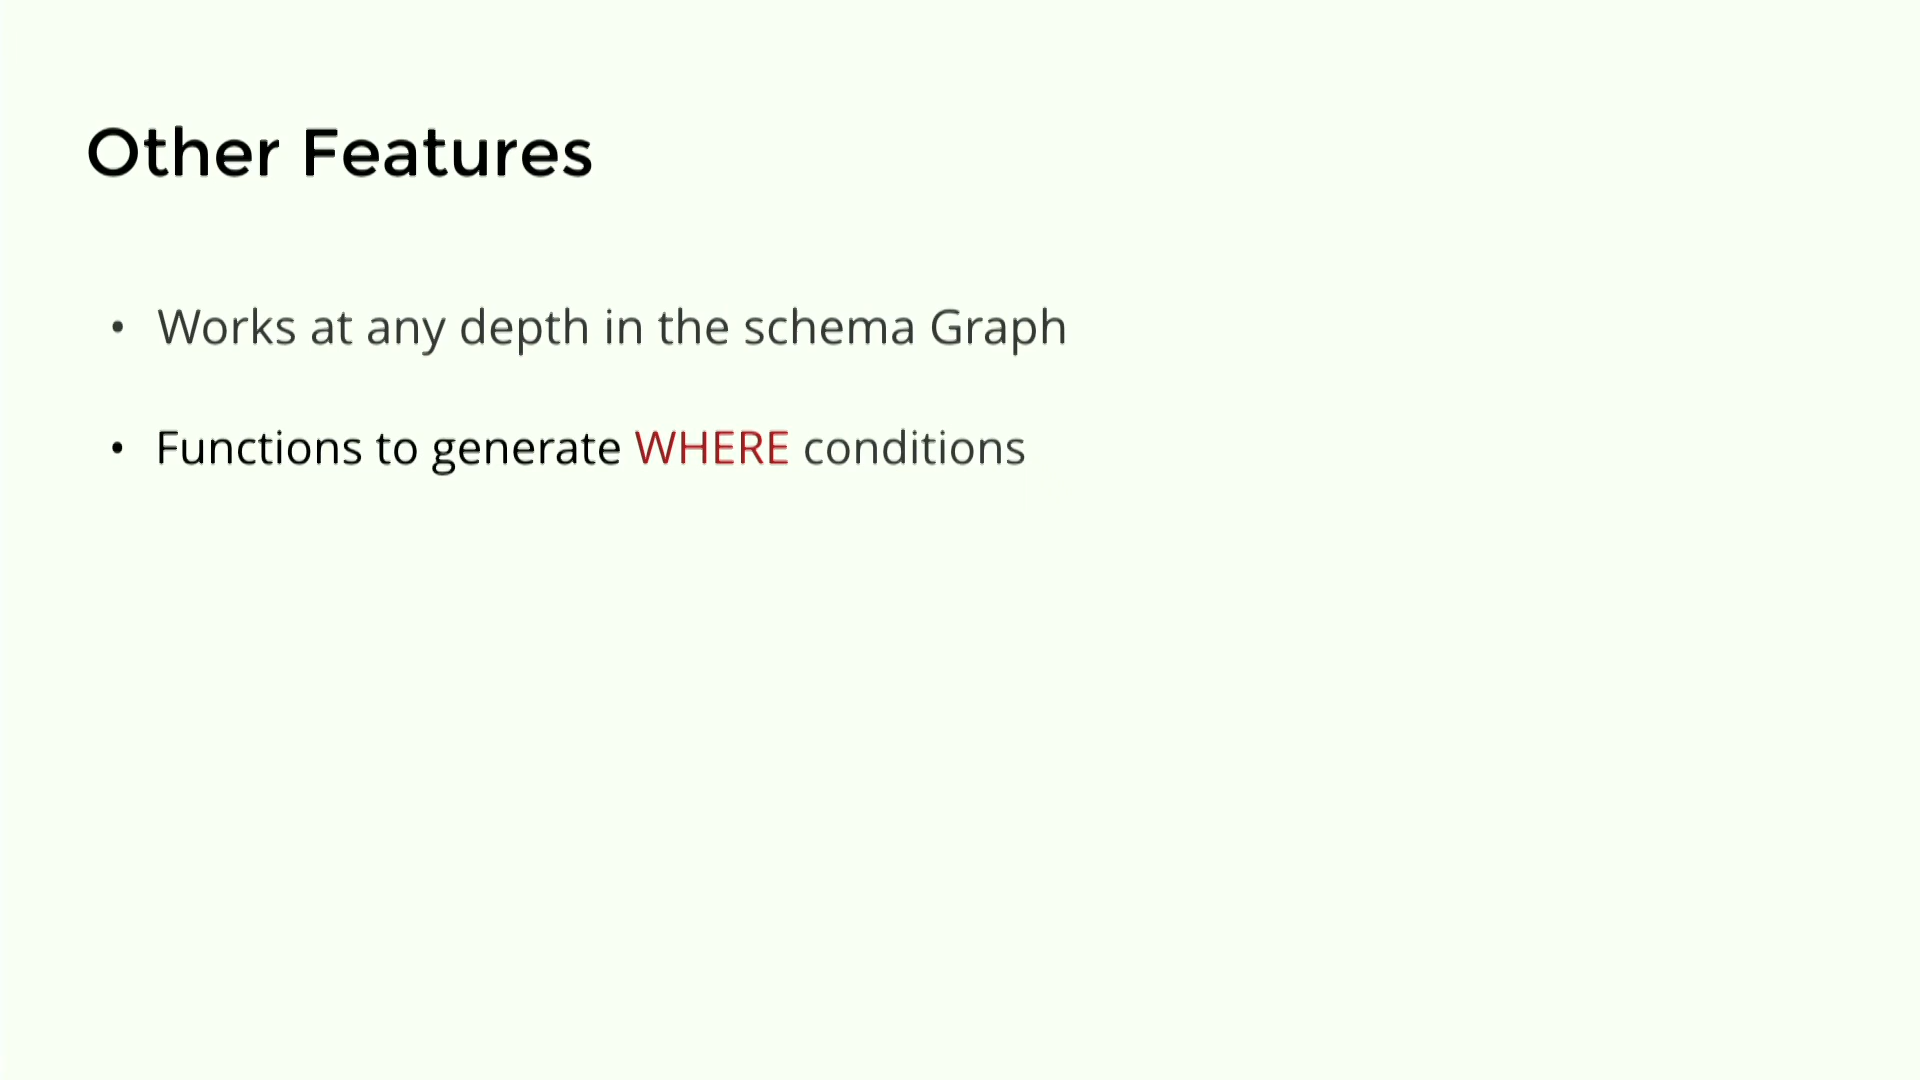 Other Features
• Works at any depth in the schema Graph
• Functions to generate WHERE conditions